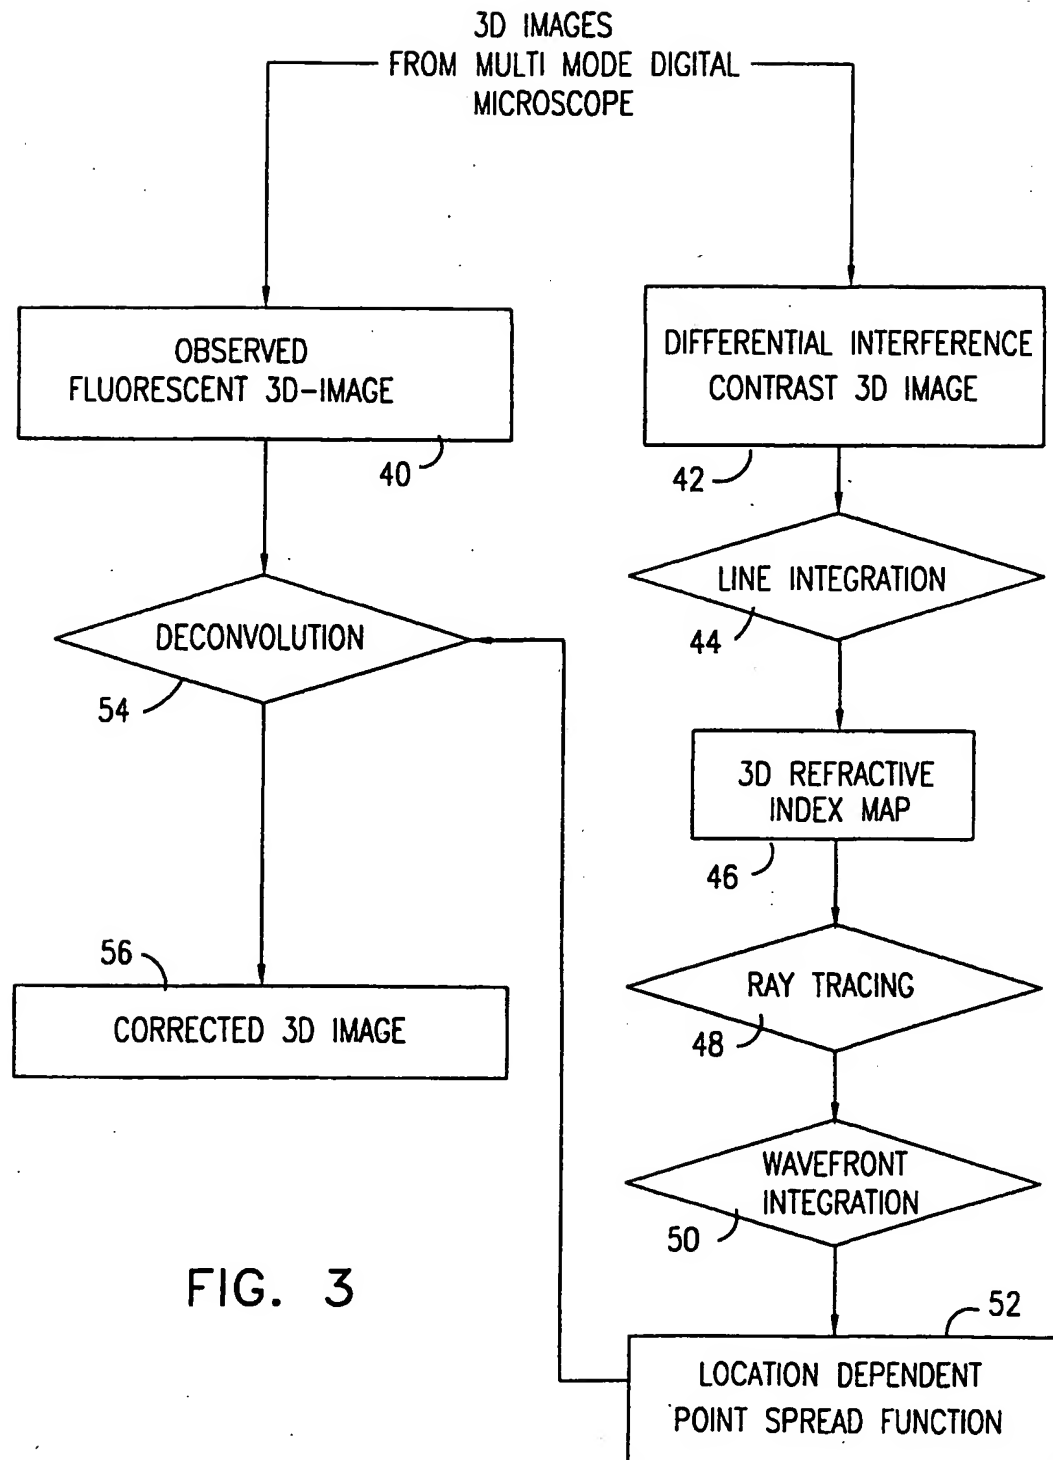 3D IMAGES
FROM MULTI MODE DIGITAL
MICROSCOPE
OBSERVED
FLUORESCENT 3D-IMAGE
40
DIFFERENTIAL INTERFERENCE
CONTRAST 3D IMAGE
42
LINE INTEGRATION
44
DECONVOLUTION
54
3D REFRACTIVE
INDEX MAP
46
56
CORRECTED 3D IMAGE
RAY TRACING
48
WAVEFRONT
INTEGRATION
50
FIG. 3
52
LOCATION DEPENDENT
POINT SPREAD FUNCTION